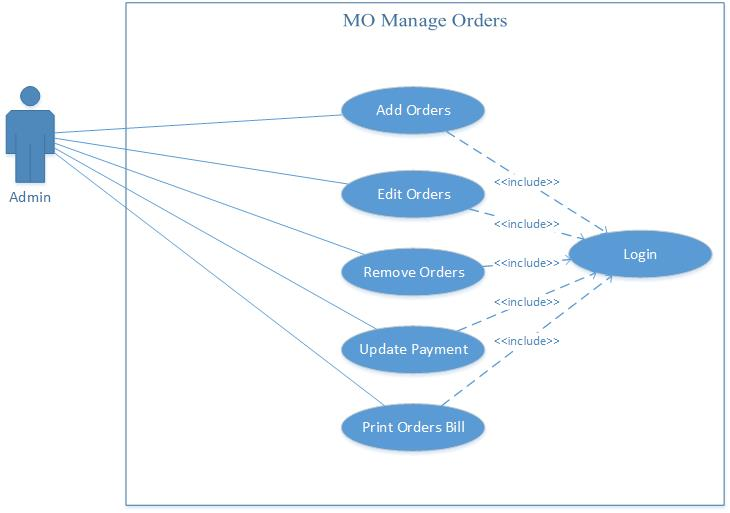 MO Manage Orders
Admin
Add Orders
<<include>>
Edit Orders
<<include>>
Login
Remove Orders
<<include>>
<<include>>
Update Payment
<<include>>
Print Orders Bill